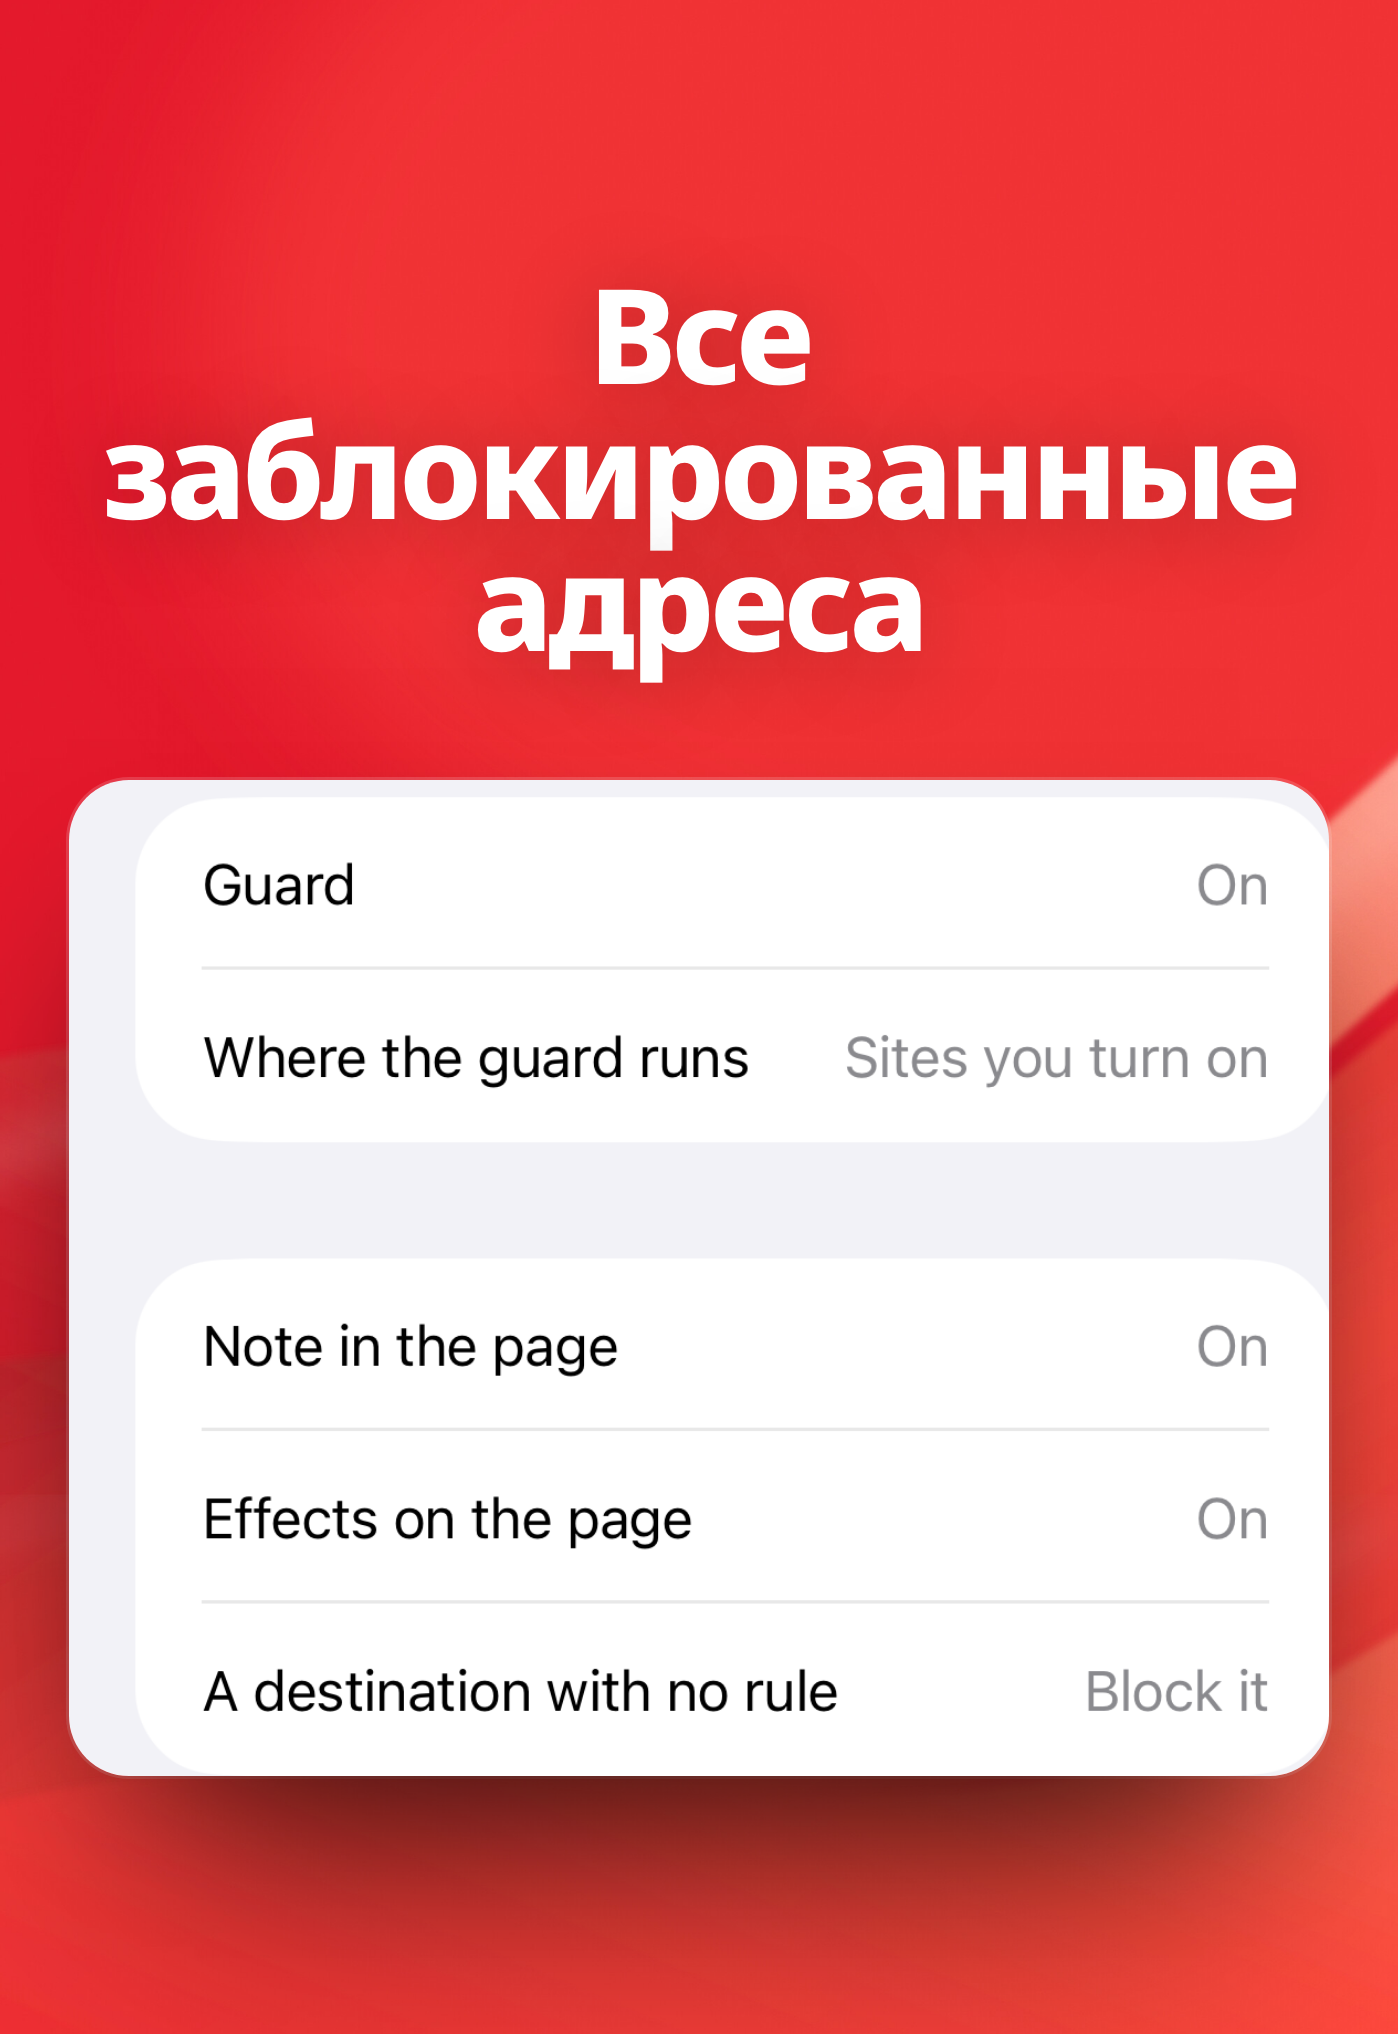 Все
заблокированные
адреса
Guard On
Where the guard runs Sites you turn on
Note in the page On
Effects on the page On
A destination with no rule Block it